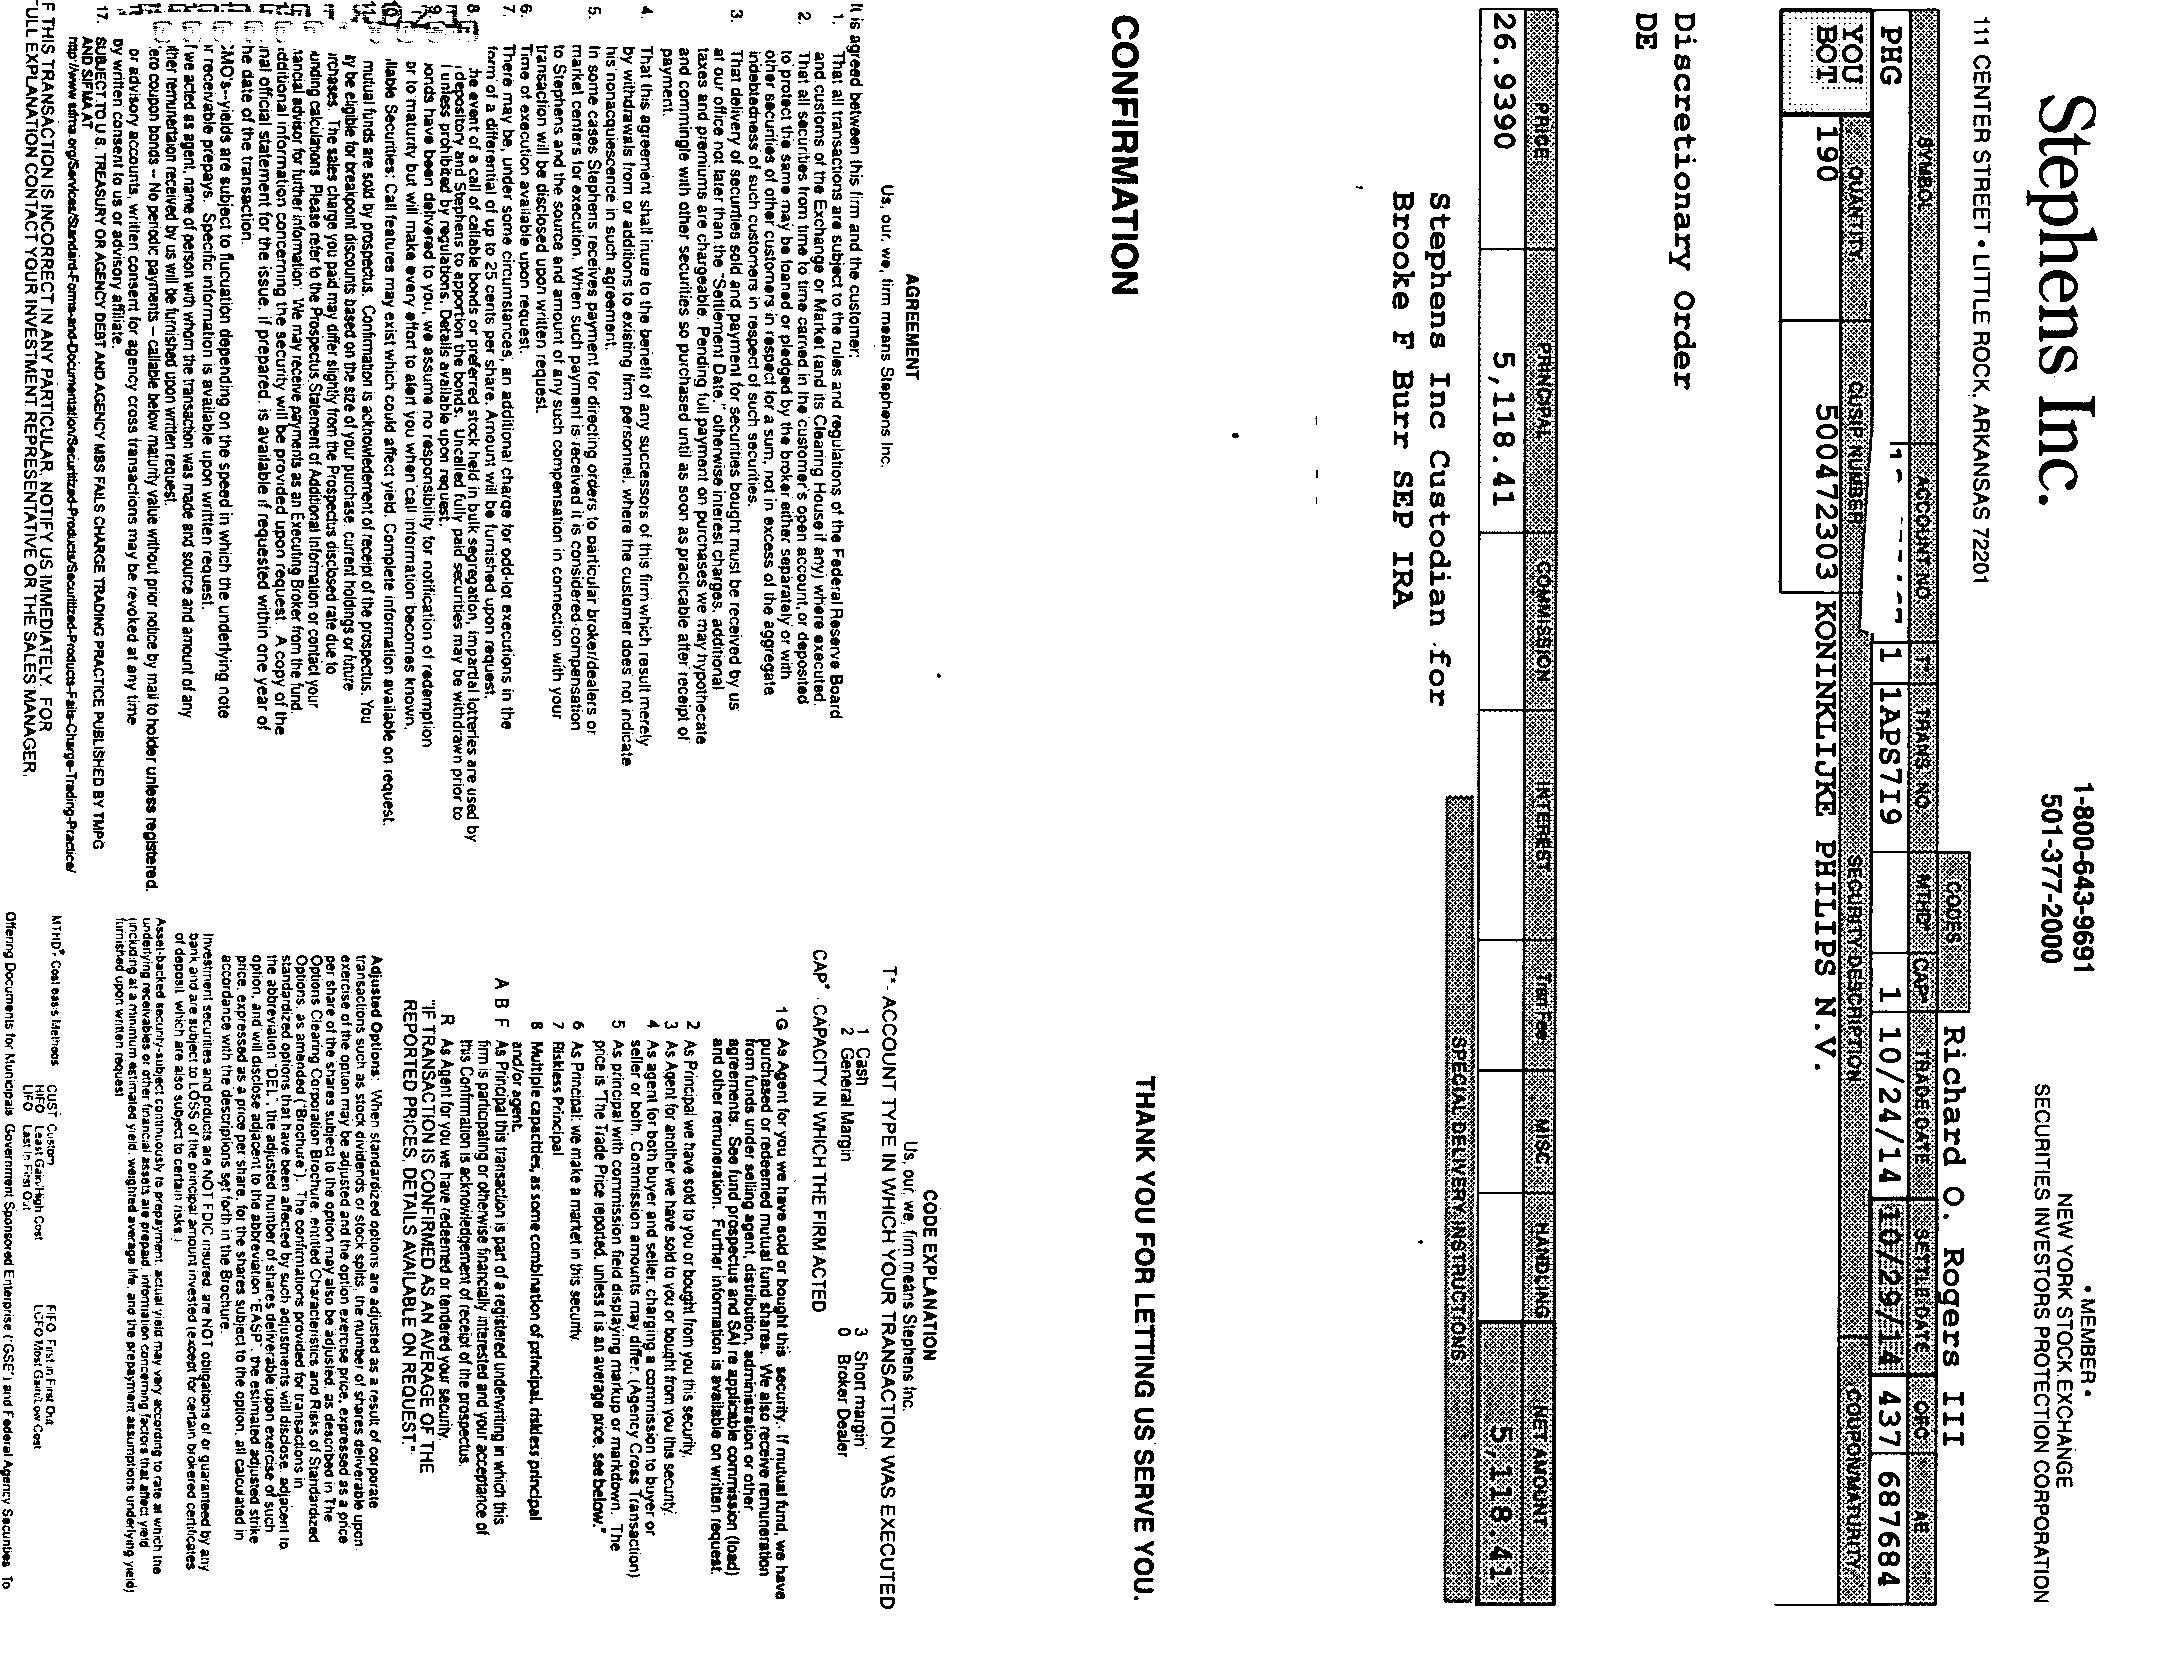 Stephens Inc.
111 CENTER STREET • LITTLE ROCK, ARKANSAS 72201
1-800-643-9691
501-377-2000
• MEMBER •
NEW YORK STOCK EXCHANGE
SECURITIES INVESTORS PROTECTION CORPORATION
Richard O. Rogers III
CODES
SYMBOL ACCOUNT NO T* TRANS. NO. MTHD* CAP* TRADE DATE SETTLE DATE OFC AE
PHG 1 1APS7I9 1 10/24/14 10/29/14 437 687684
QUANTITY CUSIP NUMBER SECURITY DESCRIPTION COUPON/MATURITY
YOU
BOT 190 500472303 KONINKLIJKE PHILIPS N.V.
Discretionary Order
DE
PRICE PRINCIPAL COMMISSION INTEREST Tran Fee MISC. HANDLING NET AMOUNT
26.9390 5,118.41 5,118.41
SPECIAL DELIVERY INSTRUCTIONS
Stephens Inc Custodian for
Brooke F Burr SEP IRA
CONFIRMATION
THANK YOU FOR LETTING US SERVE YOU.
AGREEMENT
Us, our, we, firm means Stephens Inc.
It is agreed between this firm and the customer:
1. That all transactions are subject to the rules and regulations of the Federal Reserve Board
and customs of the Exchange or Market (and its Clearing House if any) where executed.
2. That all securities from time to time carried in the customer's open account, or deposited
to protect the same may be loaned or pledged by the broker either separately or with
other securities of other customers in respect for a sum, not in excess of the aggregate
indebtedness of such customers in respect of such securities.
3. That delivery of securities sold and payment for securities bought must be received by us
at our office not later than the "Settlement Date," otherwise interest charges, additional
taxes and premiums are chargeable. Pending full payment on purchases we may hypothecate
and commingle with other securities so purchased until as soon as practicable after receipt of
payment.
4. That this agreement shall inure to the benefit of any successors of this firm which result merely
by withdrawals from or additions to existing firm personnel, where the customer does not indicate
his nonacquiescence in such agreement.
5. In some cases Stephens receives payment for directing orders to particular broker/dealers or
market centers for execution. When such payment is received it is considered compensation
to Stephens and the source and amount of any such compensation in connection with your
transaction will be disclosed upon written request.
6. Time of execution available upon request.
7. There may be, under some circumstances, an additional charge for odd-lot executions in the
form of a differential of up to 25 cents per share. Amount will be furnished upon request.
8. the event of a call of callable bonds or preferred stock held in bulk segregation, impartial lotteries are used by
depository and Stephens to apportion the bonds. Uncalled fully paid securities may be withdrawn prior to
unless prohibited by regulations. Details available upon request.
9. bonds have been delivered to you, we assume no responsibility for notification of redemption
or to maturity but will make every effort to alert you when call information becomes known.
10. llable Securities: Call features may exist which could affect yield. Complete information available on request.
11. mutual funds are sold by prospectus. Confirmation is acknowledement of receipt of the prospectus. You
ay be eligible for breakpoint discounts based on the size of your purchase, current holdings or future
rchases. The sales charge you paid may differ slightly from the Prospectus disclosed rate due to
unding calculations. Please refer to the Prospectus Statement of Additional Information or contact your
nancial advisor for further information. We may receive payments as an Executing Broker from the fund.
dditional information concerning the security will be provided upon request. A copy of the
inal official statement for the issue, if prepared, is available if requested within one year of
he date of the transaction.
CMO's--yields are subject to flucuation depending on the speed in which the underlying note
r receivable prepays. Specific information is available upon written request.
f we acted as agent, name of person with whom the transaction was made and source and amount of any
ther remunertaion received by us will be furnished upon written request.
ero coupon bonds -- No periodic payments -- callable below maturity value without prior notice by mail to holder unless registered.
or advisory accounts, written consent for agency cross transactions may be revoked at any time
by written consent to us or advisory affiliate.
17. SUBJECT TO U.S. TREASURY OR AGENCY DEBT AND AGENCY MBS FAILS CHARGE TRADING PRACTICE PUBLISHED BY TMPG
AND SIFMA AT
http://www.sifma.org/Services/Standard-Forms-and-Documentation/Securitized-Products/Securitized-Products-Fails-Charge-Trading-Practice/
F THIS TRANSACTION IS INCORRECT IN ANY PARTICULAR, NOTIFY US IMMEDIATELY. FOR
ULL EXPLANATION CONTACT YOUR INVESTMENT REPRESENTATIVE OR THE SALES MANAGER.
CODE EXPLANATION
Us, our, we, firm means Stephens Inc.
T* - ACCOUNT TYPE IN WHICH YOUR TRANSACTION WAS EXECUTED
1 Cash 3 Short margin
2 General Margin 0 Broker Dealer
CAP* - CAPACITY IN WHICH THE FIRM ACTED
1 G As Agent for you we have sold or bought this security. If mutual fund, we have
purchased or redeemed mutual fund shares. We also receive remuneration
from funds under selling agent, distribution, administration or other
agreements. See fund prospectus and SAI re applicable commission (load)
and other remuneration. Further information is available on written request.
2 As Principal we have sold to you or bought from you this security.
3 As Agent for another we have sold to you or bought from you this security.
4 As agent for both buyer and seller, charging a commission to buyer or
seller or both. Commission amounts may differ. (Agency Cross Transaction)
5 As principal with commission field displaying markup or markdown. The
price is "The Trade Price reported, unless it is an average price, see below."
6 As Principal; we make a market in this security
7 Riskless Principal
8 Multiple capacities, as some combination of principal, riskless principal
and/or agent.
A B F As Principal this transaction is part of a registered underwriting in which this
firm is participating or otherwise financially interested and your acceptance of
this Confirmation is acknowledgement of receipt of the prospectus.
R As Agent for you we have redeemed or tendered your security.
"IF TRANSACTION IS CONFIRMED AS AN AVERAGE OF THE
REPORTED PRICES, DETAILS AVAILABLE ON REQUEST."
Adjusted Options: When standardized options are adjusted as a result of corporate
transactions such as stock dividends or stock splits, the number of shares deliverable upon
exercise of the option may be adjusted and the option exercise price, expressed as a price
per share of the shares subject to the option may also be adjusted, as described in The
Options Clearing Corporation Brochure, entitled Characteristics and Risks of Standardized
Options, as amended ("Brochure"). The confirmations provided for transactions in
standardized options that have been affected by such adjustments will disclose, adjacent to
the abbreviation "DEL", the adjusted number of shares deliverable upon exercise of such
option, and will disclose adjacent to the abbreviation "EASP", the estimated adjusted strike
price, expressed as a price per share, for the shares subject to the option, all calculated in
accordance with the descriptions set forth in the Brochure.
Investment securities and products are NOT FDIC insured, are NOT obligations of or guaranteed by any
bank and are subject to LOSS of the principal amount invested (except for certain brokered certificates
of deposit, which are also subject to certain risks.)
Asset-backed security-subject continuously to prepayment, actual yield may vary according to rate at which the
underlying receivables or other financial assets are prepaid, information concerning factors that affect yield
(including at a minimum estimated yield, weighted average life, and the prepayment assumptions underlying yield)
furnished upon written request
MTHD*: Cost basis Methods CUST Custom FIFO First in First Out
HIFO Least Gain/High Cost LCFO Most Gain/Low Cost
LIFO Last In First Out
Offering Documents for Municipals Government Sponsored Enterprise ("GSE") and Federal Agency Securities To